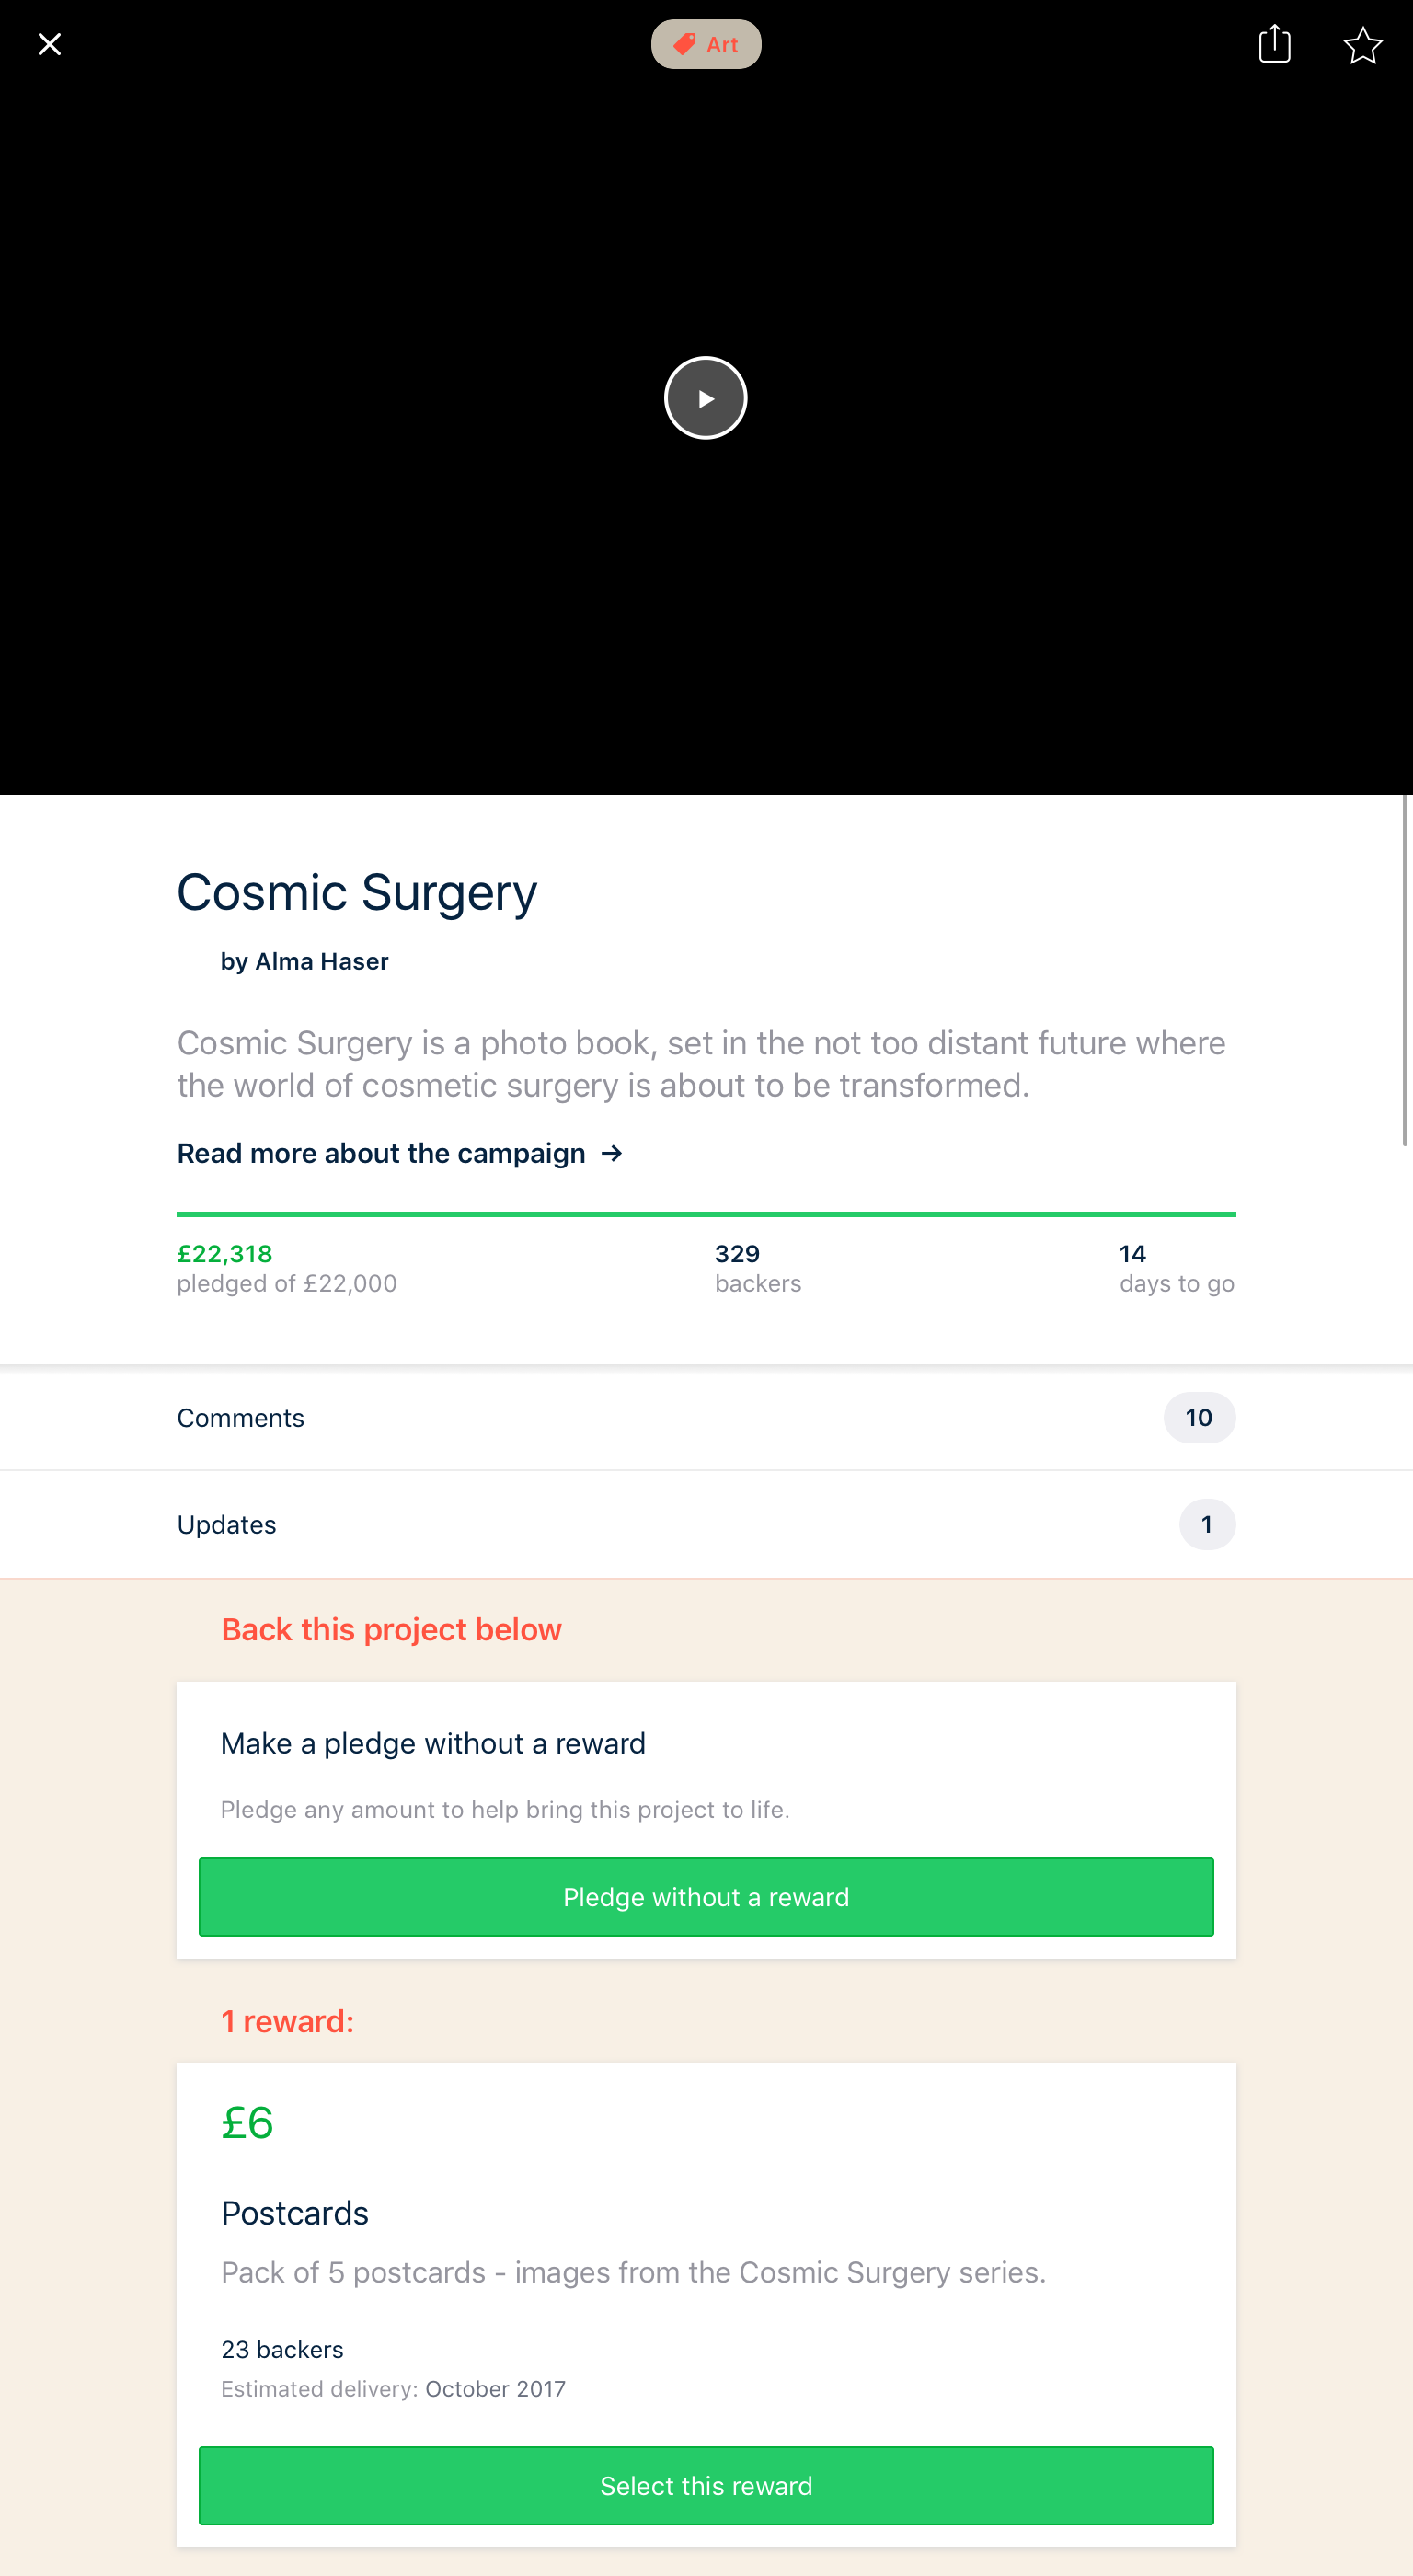 Art
Cosmic Surgery
by Alma Haser
Cosmic Surgery is a photo book, set in the not too distant future where
the world of cosmetic surgery is about to be transformed.
Read more about the campaign →
£22,318
pledged of £22,000
329
backers
14
days to go
Comments
10
Updates
1
Back this project below
Make a pledge without a reward
Pledge any amount to help bring this project to life.
Pledge without a reward
1 reward:
£6
Postcards
Pack of 5 postcards - images from the Cosmic Surgery series.
23 backers
Estimated delivery: October 2017
Select this reward